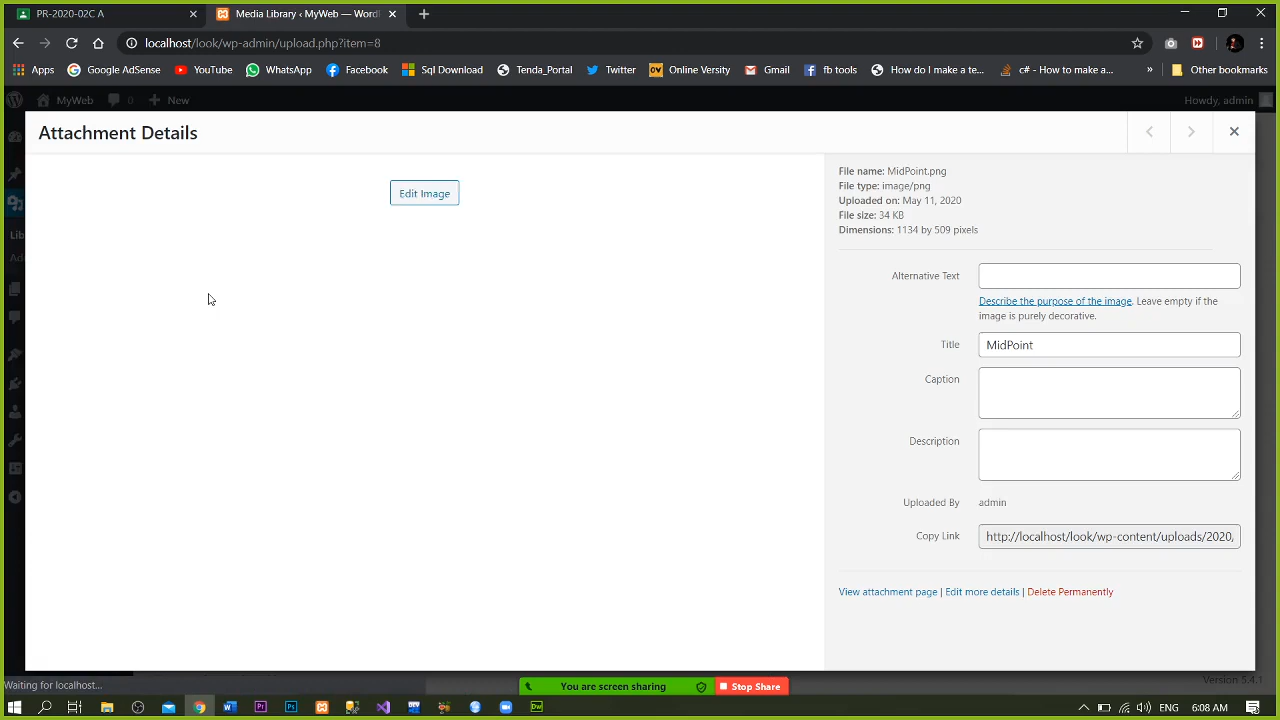 PR-2020-02C A
Media Library ‹ MyWeb — WordP
localhost/look/wp-admin/upload.php?item=8
Apps
Google AdSense
YouTube
WhatsApp
Facebook
Sql Download
Tenda_Portal
Twitter
OV
Online Versity
Gmail
fb tools
How do I make a te...
c# - How to make a...
»
Other bookmarks
MyWeb
0
New
Howdy, admin
Attachment Details
Edit Image
File name: MidPoint.png
File type: image/png
Uploaded on: May 11, 2020
File size: 34 KB
Dimensions: 1134 by 509 pixels
Alternative Text
Describe the purpose of the image. Leave empty if the
image is purely decorative.
Title
MidPoint
Caption
Description
Uploaded By
admin
Copy Link
http://localhost/look/wp-content/uploads/2020,
View attachment page | Edit more details | Delete Permanently
Lib
Ad
Version 5.4.1
Waiting for localhost...
You are screen sharing
Stop Share
ENG
6:08 AM